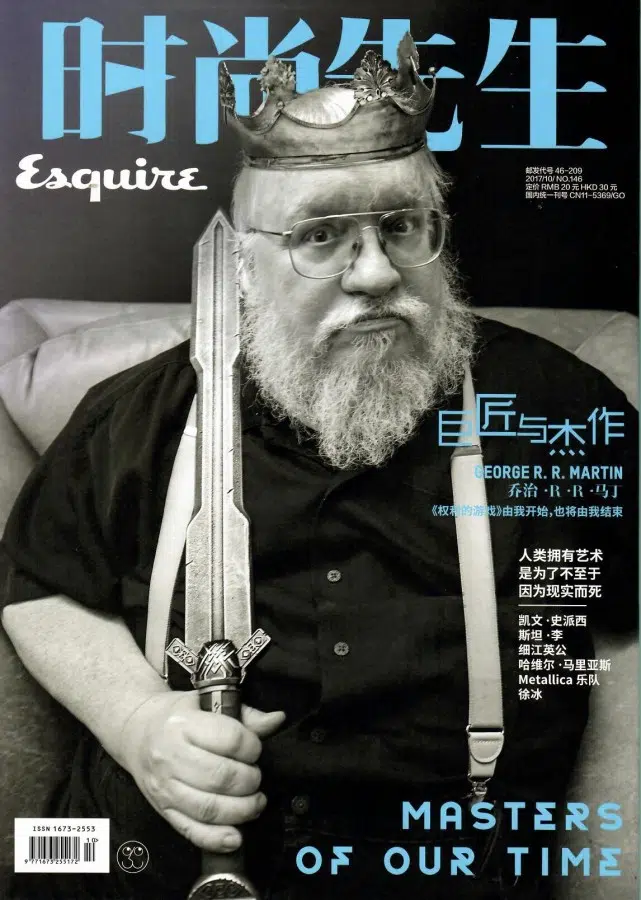 时尚先生
Esquire
邮发代号 46-209
2017/10/ NO.146
定价 RMB 20 元 HKD 30 元
国内统一刊号 CN11-5369/GO
巨匠与杰作
GEORGE R. R. MARTIN
乔治·R·R·马丁
《权利的游戏》由我开始,也将由我结束
人类拥有艺术
是为了不至于
因为现实而死
凯文·史派西
斯坦·李
细江英公
哈维尔·马里亚斯
Metallica 乐队
徐冰
MASTERS
OF OUR TIME
ISSN 1673-2553
10>
9 771673 255172